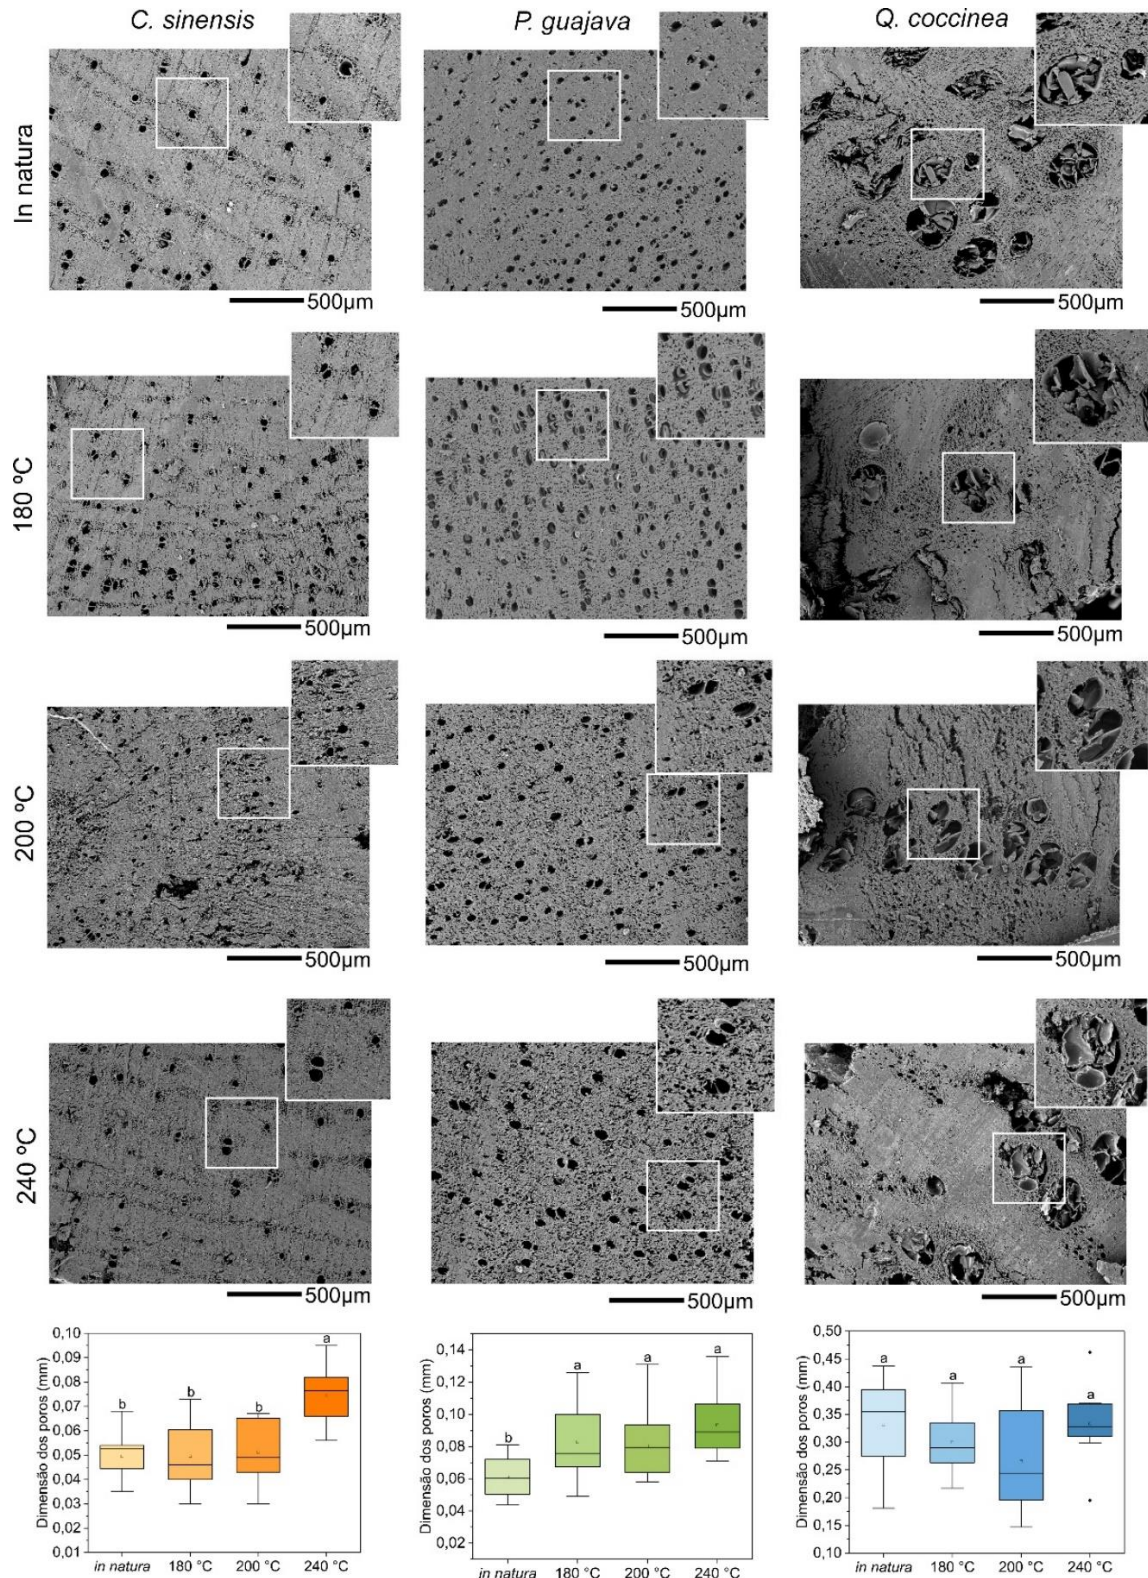 C. sinensis
P. guajava
Q. coccinea
In natura
500µm
500µm
500µm
180 ºC
500µm
500µm
500µm
200 ºC
500µm
500µm
500µm
240 ºC
500µm
500µm
500µm
Dimensão dos poros (mm)
0,10
0,09
0,08
0,07
0,06
0,05
0,04
0,03
0,02
0,01
b
b
b
a
in natura
180 °C
200 °C
240 °C
Dimensão dos poros (mm)
0,14
0,12
0,10
0,08
0,06
0,04
0,02
b
a
a
a
in natura
180 °C
200 °C
240 °C
Dimensão dos poros (mm)
0,50
0,45
0,40
0,35
0,30
0,25
0,20
0,15
0,10
a
a
a
a
in natura
180 °C
200 °C
240 °C